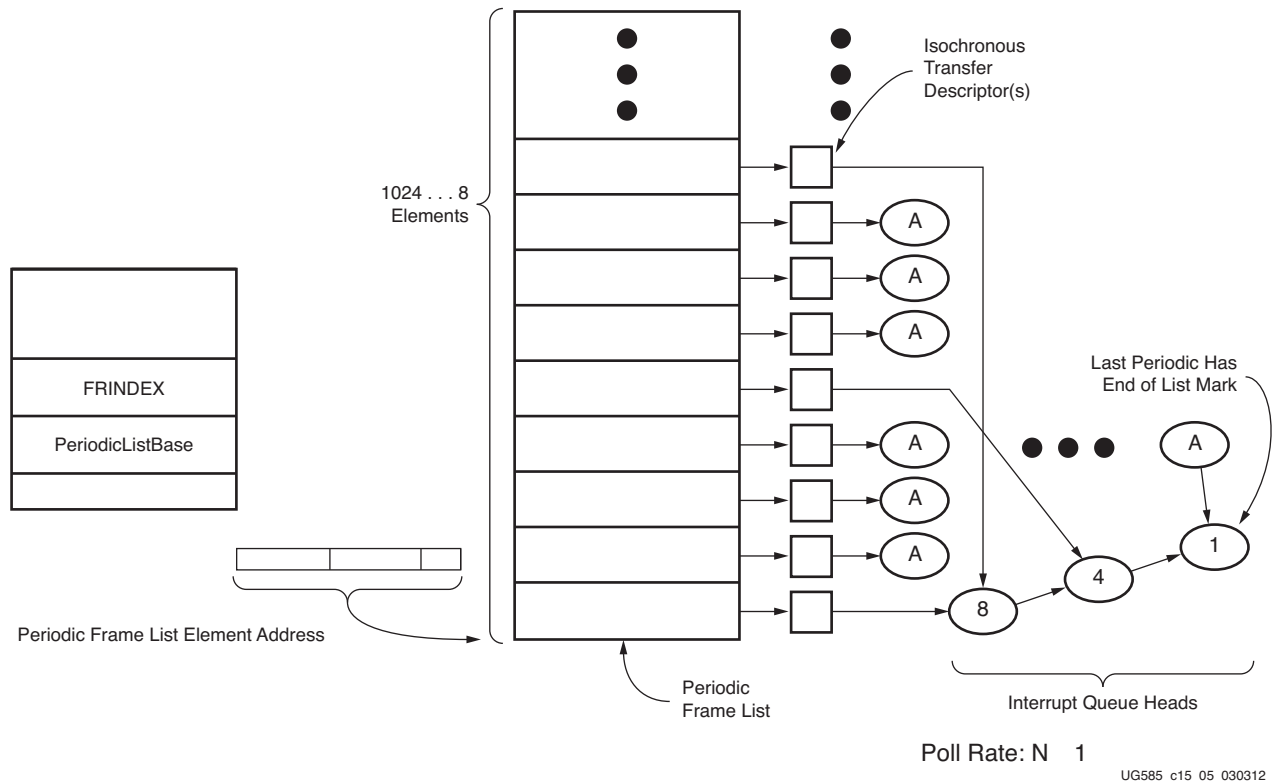 Isochronous
Transfer
Descriptor(s)
1024 . . . 8
Elements
A
A
A
FRINDEX
PeriodicListBase
Last Periodic Has
End of List Mark
A
A
A
A
1
4
8
Periodic Frame List Element Address
Periodic
Frame List
Interrupt Queue Heads
Poll Rate: N 1
UG585_c15_05_030312